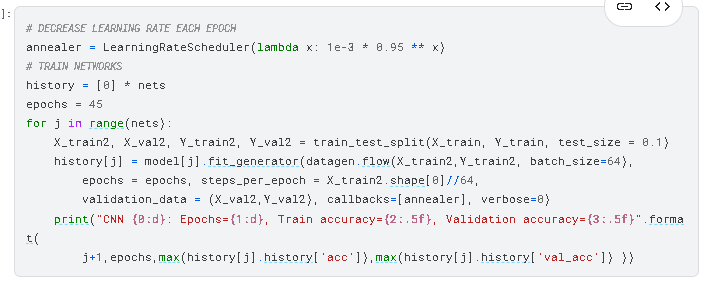 ]:
# DECREASE LEARNING RATE EACH EPOCH
annealer = LearningRateScheduler(lambda x: 1e-3 * 0.95 ** x)
# TRAIN NETWORKS
history = [0] * nets
epochs = 45
for j in range(nets):
    X_train2, X_val2, Y_train2, Y_val2 = train_test_split(X_train, Y_train, test_size = 0.1)
    history[j] = model[j].fit_generator(datagen.flow(X_train2,Y_train2, batch_size=64),
        epochs = epochs, steps_per_epoch = X_train2.shape[0]//64,
        validation_data = (X_val2,Y_val2), callbacks=[annealer], verbose=0)
    print("CNN {0:d}: Epochs={1:d}, Train accuracy={2:.5f}, Validation accuracy={3:.5f}".forma
t(
        j+1,epochs,max(history[j].history['acc']),max(history[j].history['val_acc']) ))